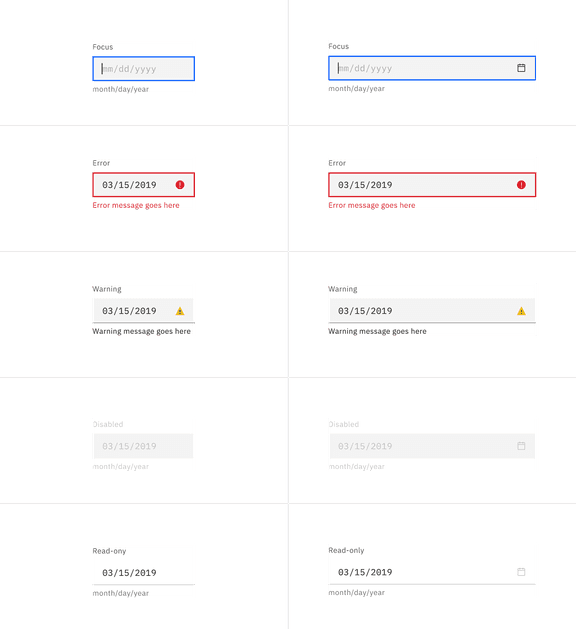 Focus
mm/dd/yyyy
month/day/year
Focus
mm/dd/yyyy
month/day/year
Error
03/15/2019
Error message goes here
Error
03/15/2019
Error message goes here
Warning
03/15/2019
Warning message goes here
Warning
03/15/2019
Warning message goes here
Disabled
03/15/2019
month/day/year
Disabled
03/15/2019
month/day/year
Read-ony
03/15/2019
month/day/year
Read-only
03/15/2019
month/day/year